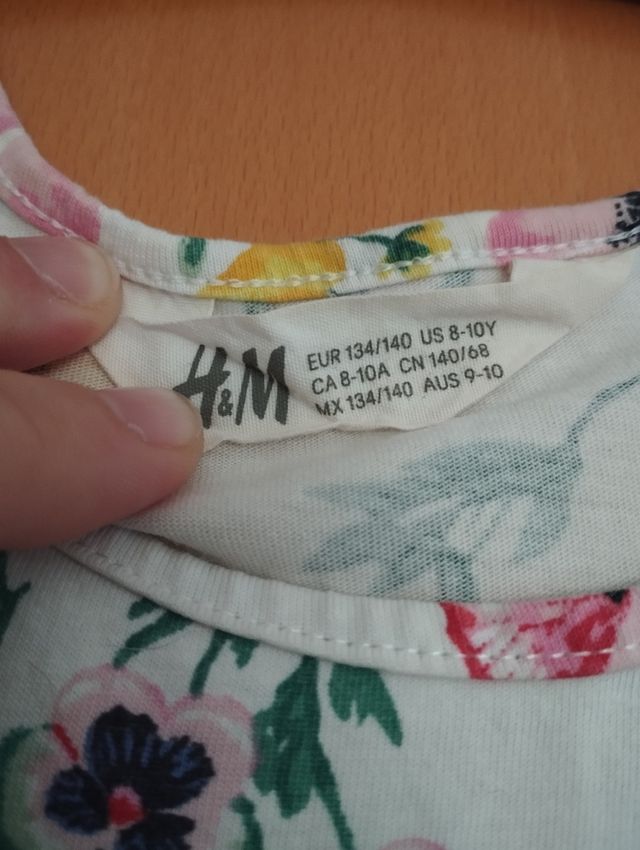 H&M
EUR 134/140 US 8-10Y
CA 8-10A CN 140/68
MX 134/140 AUS 9-10